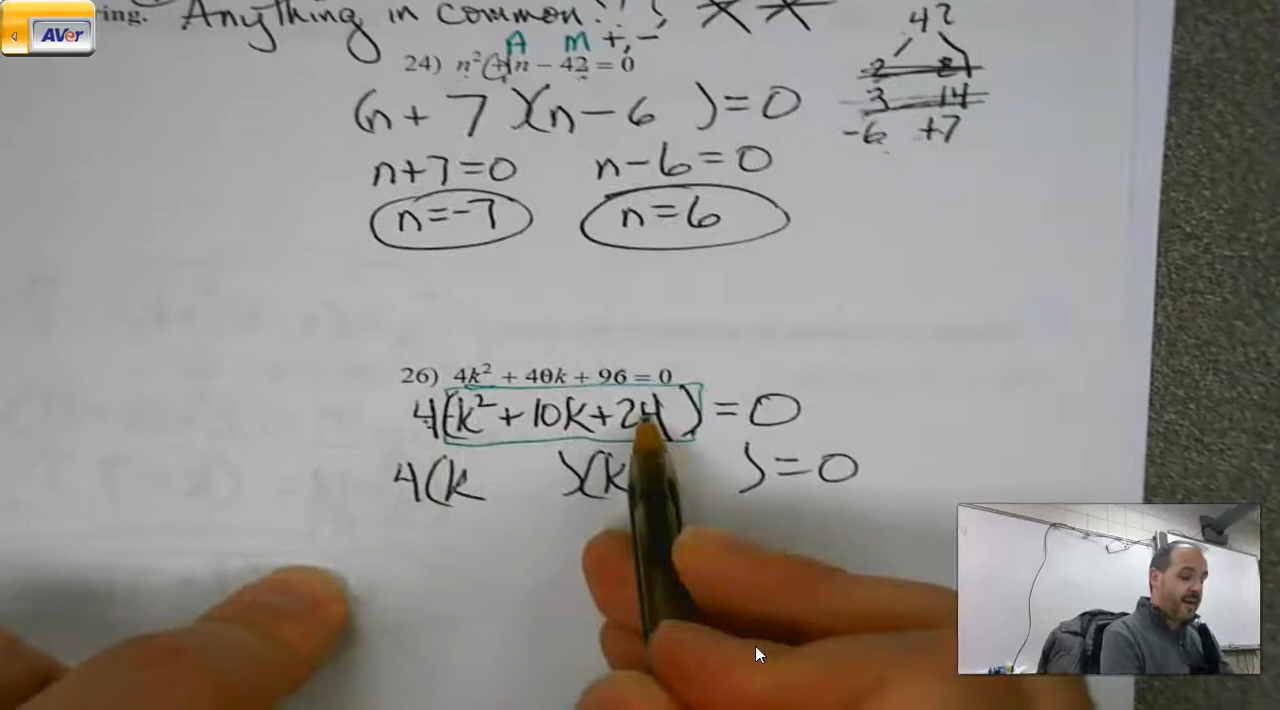 ing. Anything in common?
AVer
42
A M +, -
24) n² + n − 42 = 0
2 21
(n + 7)(n − 6) = 0
3 14
-6 +7
n+7=0 n−6=0
n=-7 n=6
26) 4k² + 40k + 96 = 0
4(k² + 10k + 24) = 0
4(k )(k ) = 0